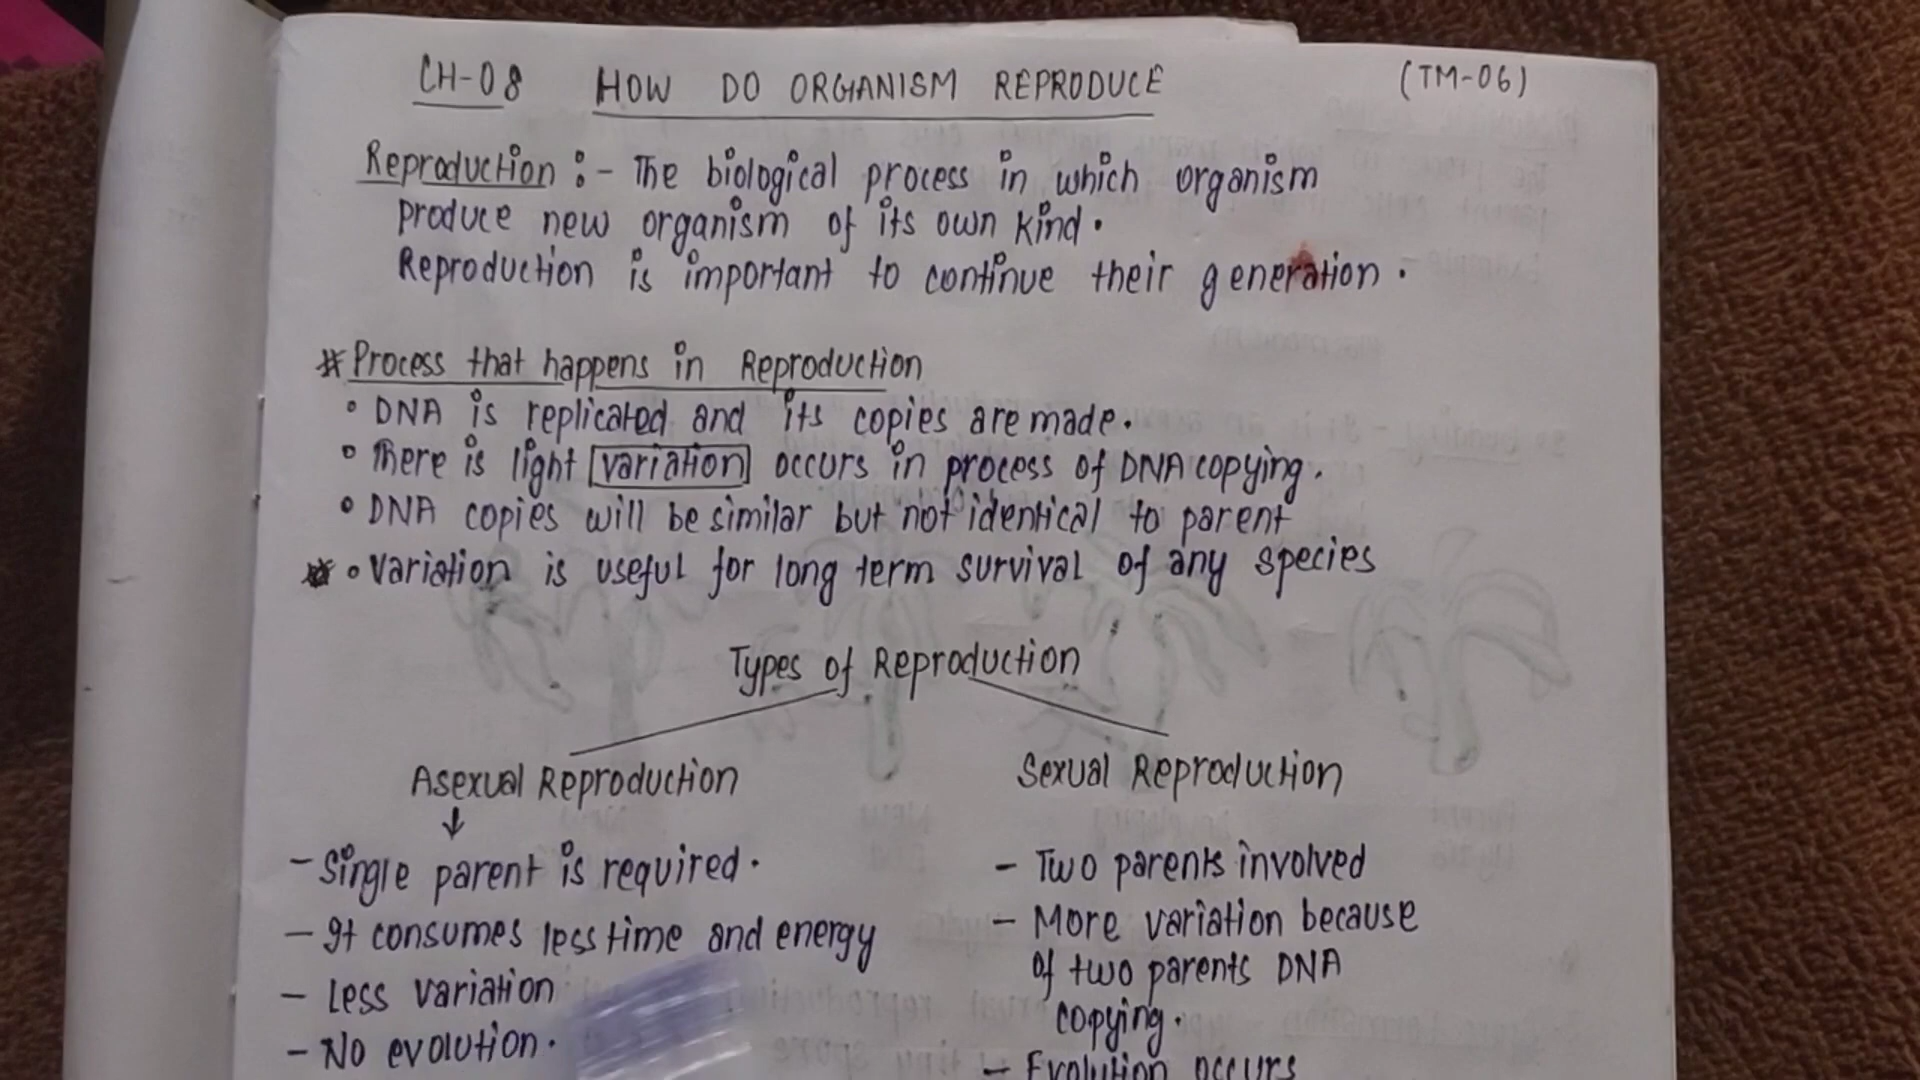 CH-08 HOW DO ORGANISM REPRODUCE (TM-06)
Reproduction :- The biological process in which organism
produce new organism of its own kind.
Reproduction is important to continue their generation.
* Process that happens in Reproduction
• DNA is replicated and its copies are made.
• There is light variation occurs in process of DNA copying.
• DNA copies will be similar but not identical to parent
* • Variation is useful for long term survival of any species
Types of Reproduction
Asexual Reproduction
↓
- Single parent is required.
- It consumes less time and energy
- Less variation
- No evolution.
Sexual Reproduction
- Two parents involved
- More variation because
of two parents DNA
copying.
- Evolution occurs